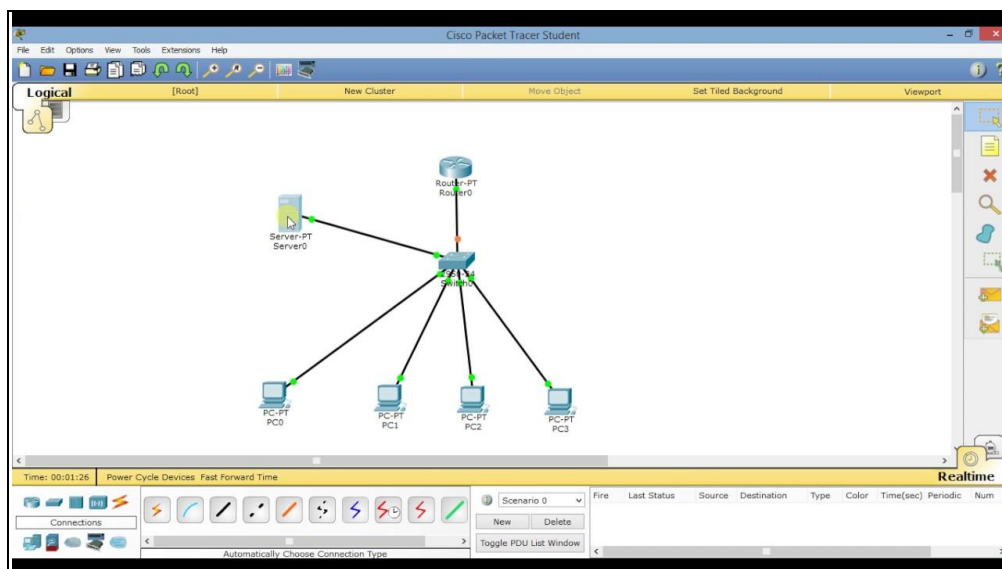 Cisco Packet Tracer Student
File Edit Options View Tools Extensions Help
Logical [Root] New Cluster Move Object Set Tiled Background Viewport
Router-PT
Router0
Server-PT
Server0
Switch0
PC-PT
PC0
PC-PT
PC1
PC-PT
PC2
PC-PT
PC3
Time: 00:01:26 Power Cycle Devices Fast Forward Time Realtime
Scenario 0 Fire Last Status Source Destination Type Color Time(sec) Periodic Num
Connections New Delete
Toggle PDU List Window
Automatically Choose Connection Type